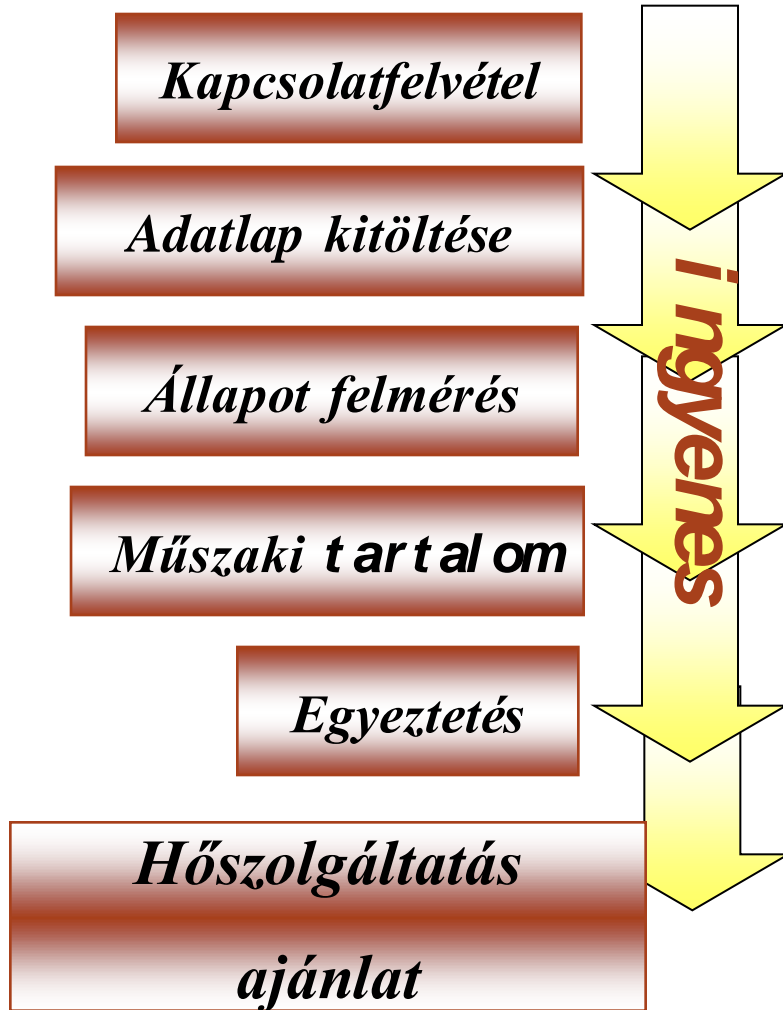 Kapcsolatfelvétel
Adatlap kitöltése
ingyenes
Állapot felmérés
Műszaki tartalom
Egyeztetés
Hőszolgáltatás
ajánlat